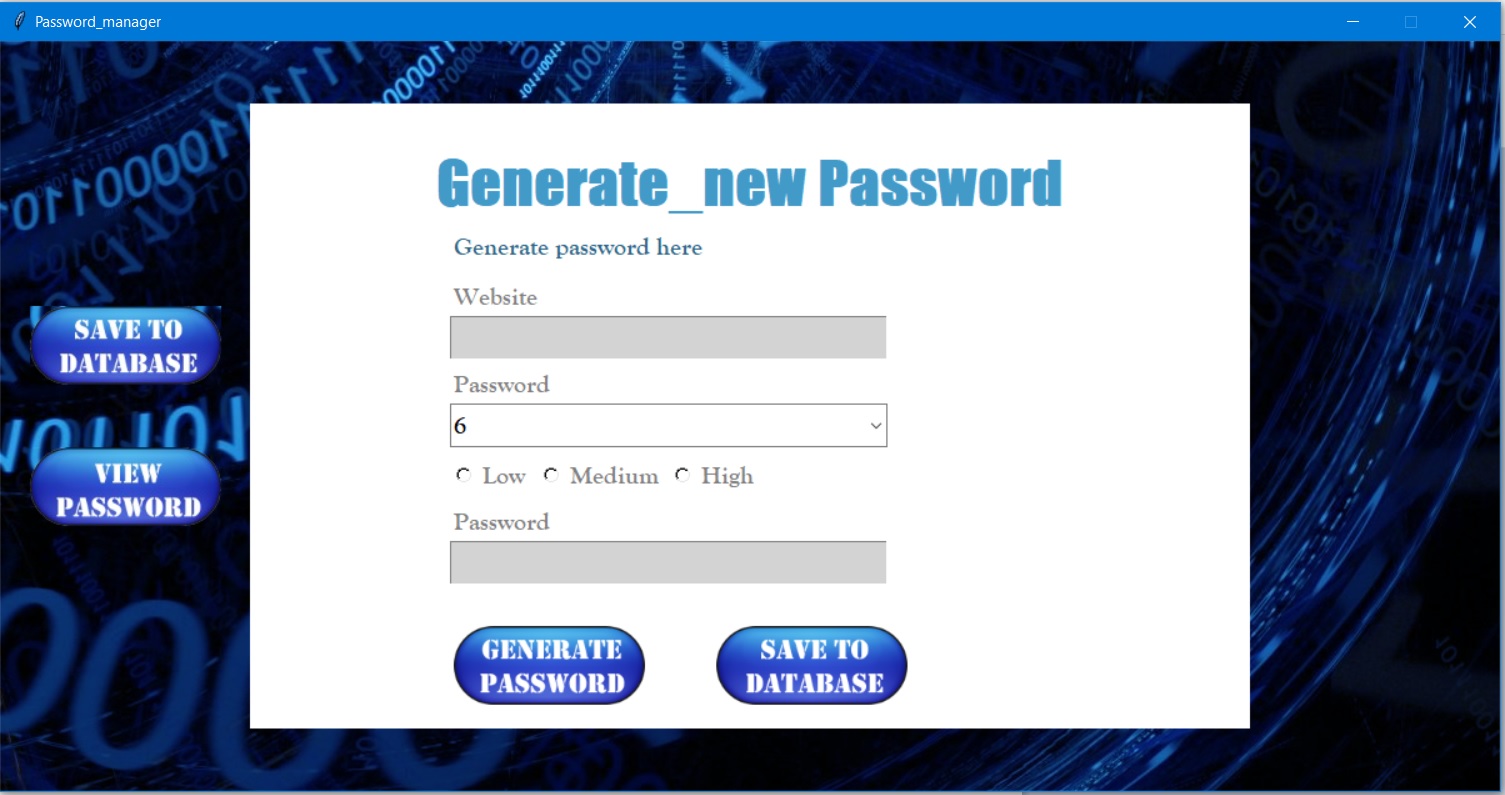 Password_manager
Generate_new Password
Generate password here
Website
SAVE TO
DATABASE
Password
6
Low Medium High
VIEW
PASSWORD
Password
GENERATE
PASSWORD
SAVE TO
DATABASE